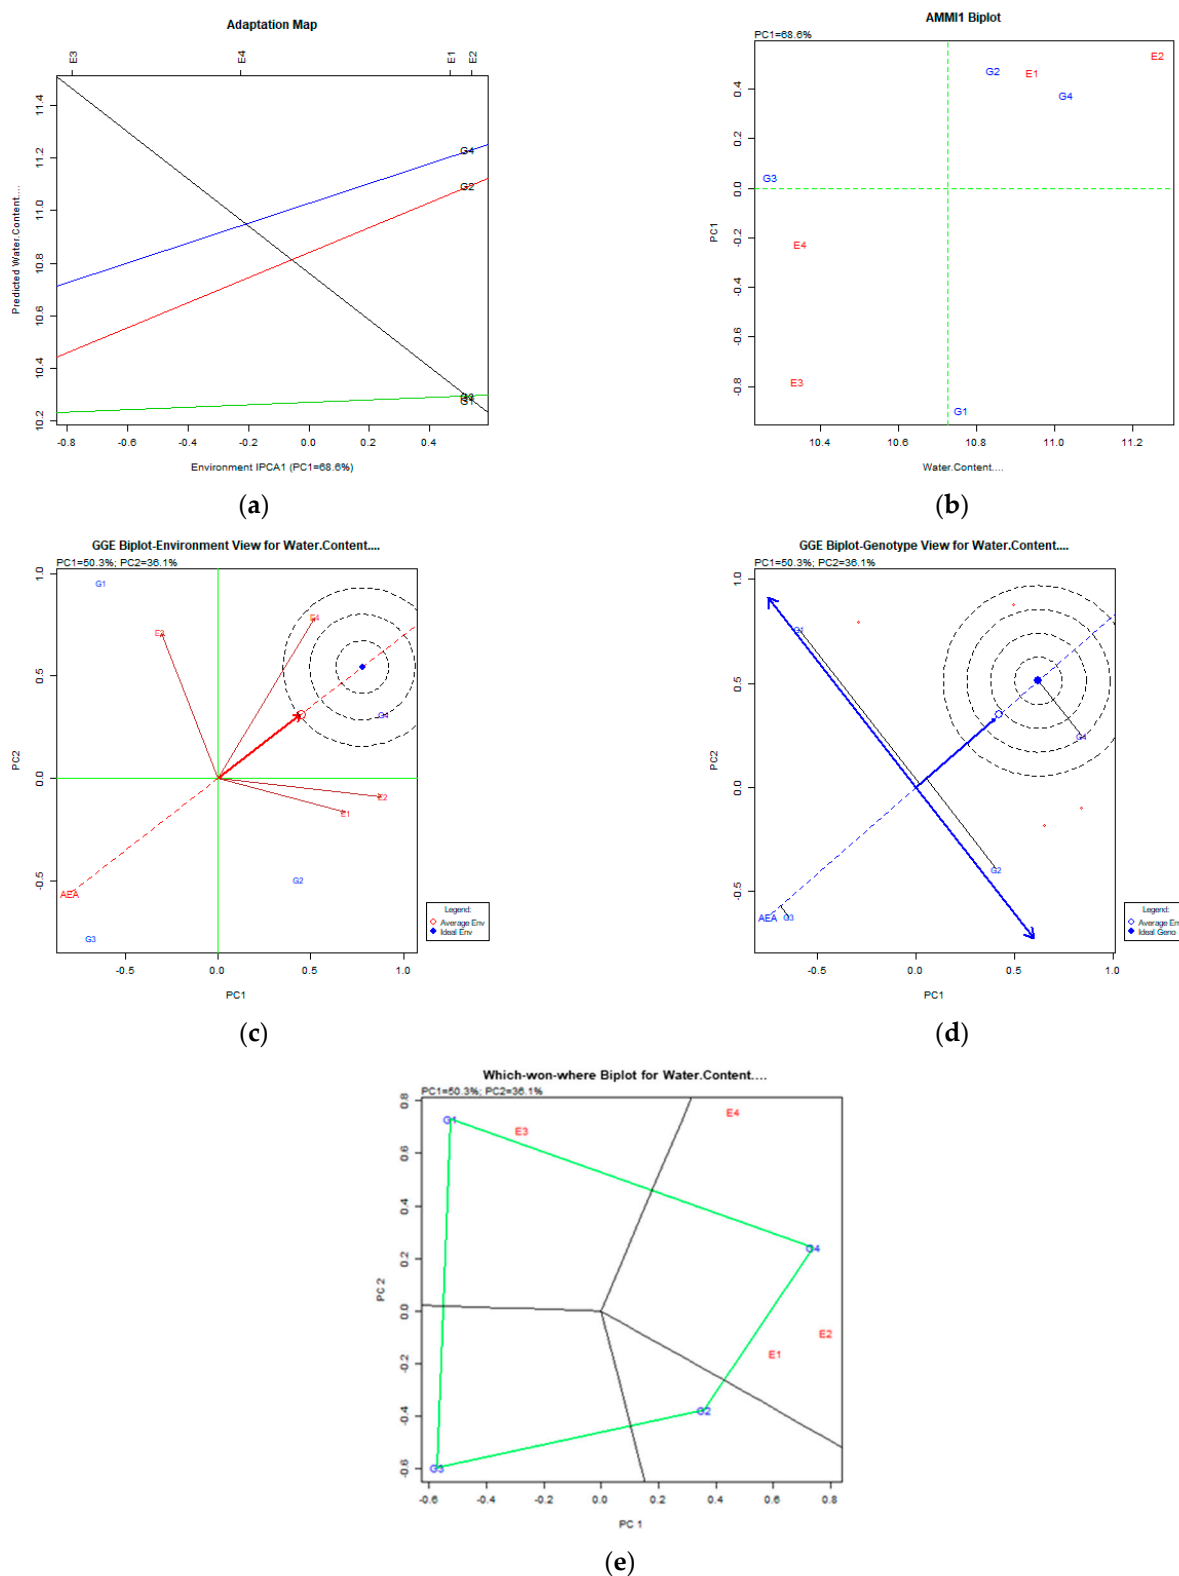 Adaptation Map
E3 E4 E1 E2
Predicted Water.Content....
11.4
11.2
11.0
10.8
10.6
10.4
10.2
G4
G2
G1
-0.8 -0.6 -0.4 -0.2 0.0 0.2 0.4
Environment IPCA1 (PC1=68.6%)
(a)
AMMI1 Biplot
PC1=68.6%
PC1
0.4
0.2
0.0
-0.2
-0.4
-0.6
-0.8
E2
G2 E1
G4
G3
E4
E3
G1
10.4 10.6 10.8 11.0 11.2
Water.Content....
(b)
GGE Biplot-Environment View for Water.Content....
PC1=50.3%; PC2=36.1%
PC2
1.0
0.5
0.0
-0.5
G1
E3
E4
G4
E2
E1
G2
AEA
G3
-0.5 0.0 0.5 1.0
PC1
Legend:
Average Env
Ideal Env
(c)
GGE Biplot-Genotype View for Water.Content....
PC1=50.3%; PC2=36.1%
PC2
1.0
0.5
0.0
-0.5
G1
G4
G2
AEA G3
-0.5 0.0 0.5 1.0
PC1
Legend:
Average En
Ideal Geno
(d)
Which-won-where Biplot for Water.Content....
PC1=50.3%; PC2=36.1%
PC 2
0.8
0.6
0.4
0.2
0.0
-0.2
-0.4
-0.6
E4
G1
E3
G4
E2
E1
G2
G3
-0.6 -0.4 -0.2 0.0 0.2 0.4 0.6 0.8
PC 1
(e)